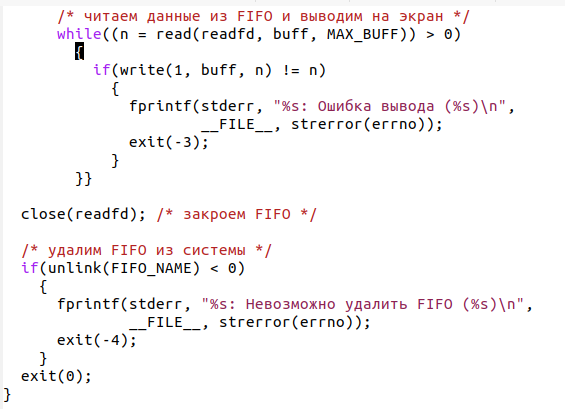 /* читаем данные из FIFO и выводим на экран */
while((n = read(readfd, buff, MAX_BUFF)) > 0)
{
if(write(1, buff, n) != n)
{
fprintf(stderr, "%s: Ошибка вывода (%s)\n",
__FILE__, strerror(errno));
exit(-3);
}
}}
close(readfd); /* закроем FIFO */
/* удалим FIFO из системы */
if(unlink(FIFO_NAME) < 0)
{
fprintf(stderr, "%s: Невозможно удалить FIFO (%s)\n",
__FILE__, strerror(errno));
exit(-4);
}
exit(0);
}